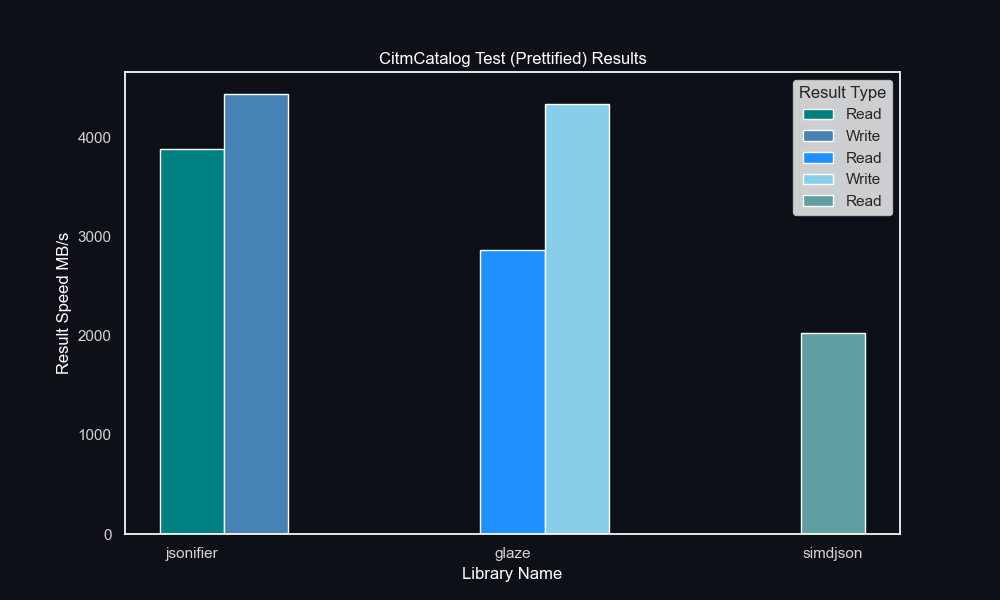 CitmCatalog Test (Prettified) Results
Result Type
Read
Write
Read
Write
Read
Result Speed MB/s
4000
3000
2000
1000
0
jsonifier
glaze
simdjson
Library Name